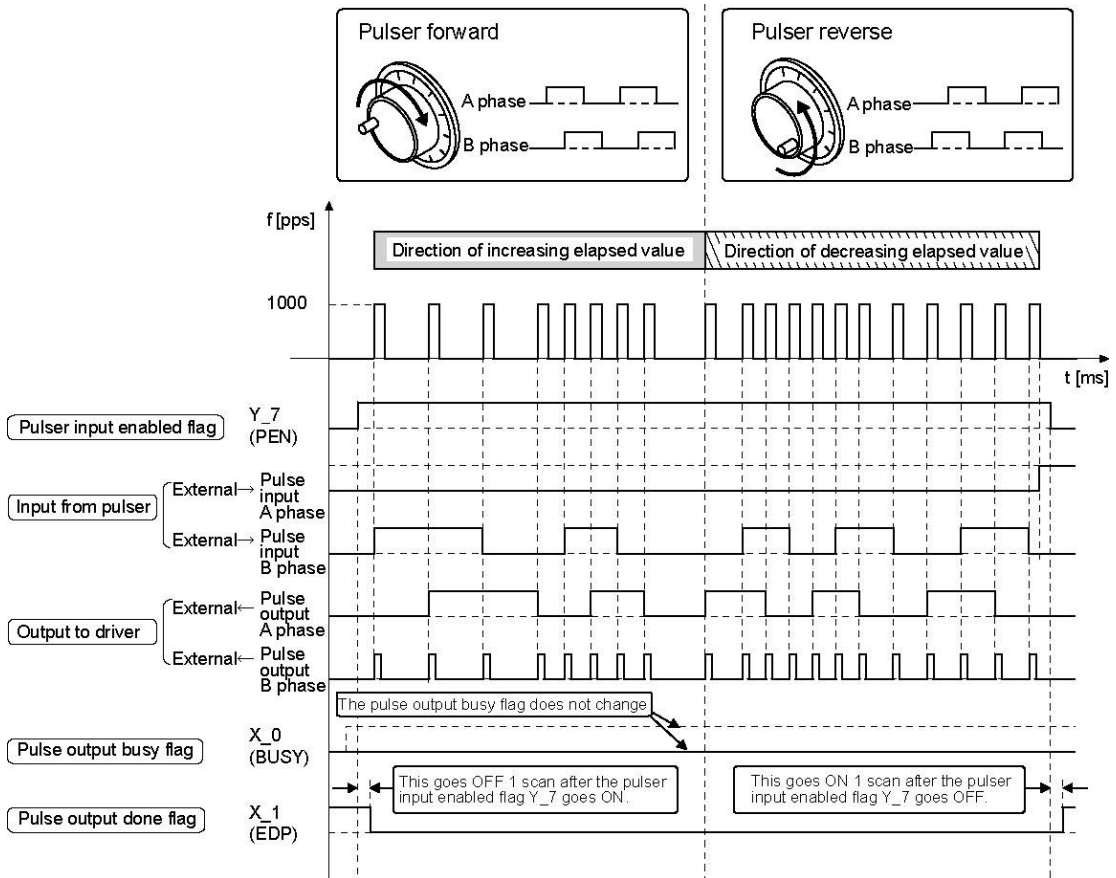 Pulser forward
A phase
B phase
Pulser reverse
A phase
B phase
f [pps]
Direction of increasing elapsed value
Direction of decreasing elapsed value
1000
t [ms]
Pulser input enabled flag
Y_7
(PEN)
Input from pulser
External→ Pulse
input
A phase
External→ Pulse
input
B phase
Output to driver
External← Pulse
output
A phase
External← Pulse
output
B phase
The pulse output busy flag does not change
Pulse output busy flag
X_0
(BUSY)
This goes OFF 1 scan after the pulser
input enabled flag Y_7 goes ON.
This goes ON 1 scan after the pulser
input enabled flag Y_7 goes OFF.
Pulse output done flag
X_1
(EDP)